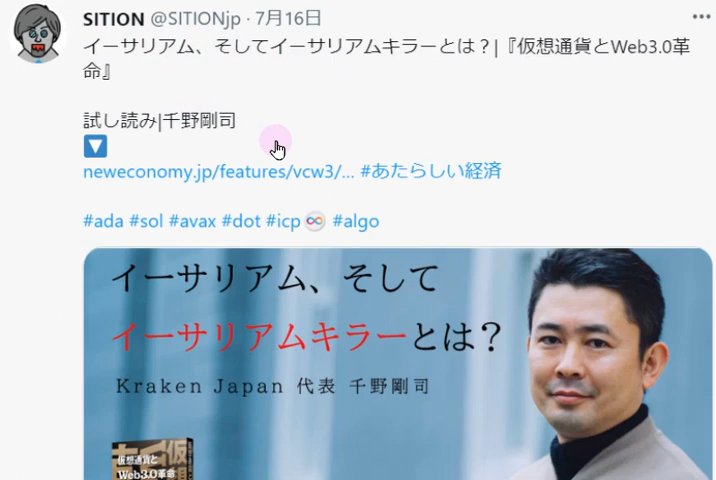 SITION @SITIONjp · 7月16日
イーサリアム、そしてイーサリアムキラーとは？|『仮想通貨とWeb3.0革
命』
試し読み|千野剛司
neweconomy.jp/features/vcw3/... #あたらしい経済
#ada #sol #avax #dot #icp #algo
イーサリアム、そして
イーサリアムキラーとは？
Kraken Japan 代表 千野剛司
仮想通貨と
Web3.0革命